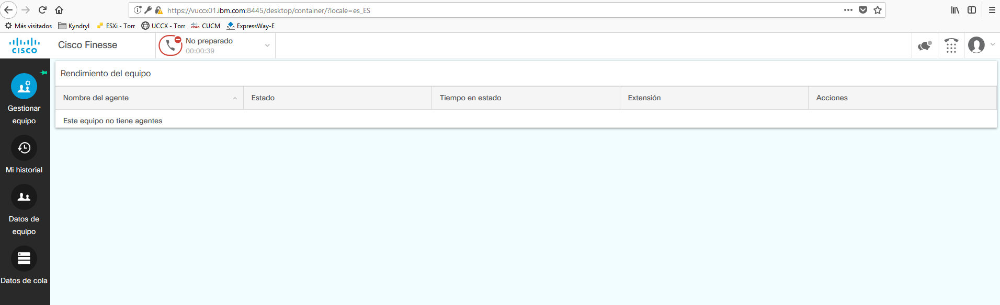 https://vuccx01.ibm.com:8445/desktop/container/?locale=es_ES
Más visitados Kyndryl ESXi - Torr UCCX - Torr CUCM ExpressWay-E
CISCO Cisco Finesse No preparado
00:00:39
Rendimiento del equipo
Nombre del agente Estado Tiempo en estado Extensión Acciones
Este equipo no tiene agentes
Gestionar
equipo
Mi historial
Datos de
equipo
Datos de cola